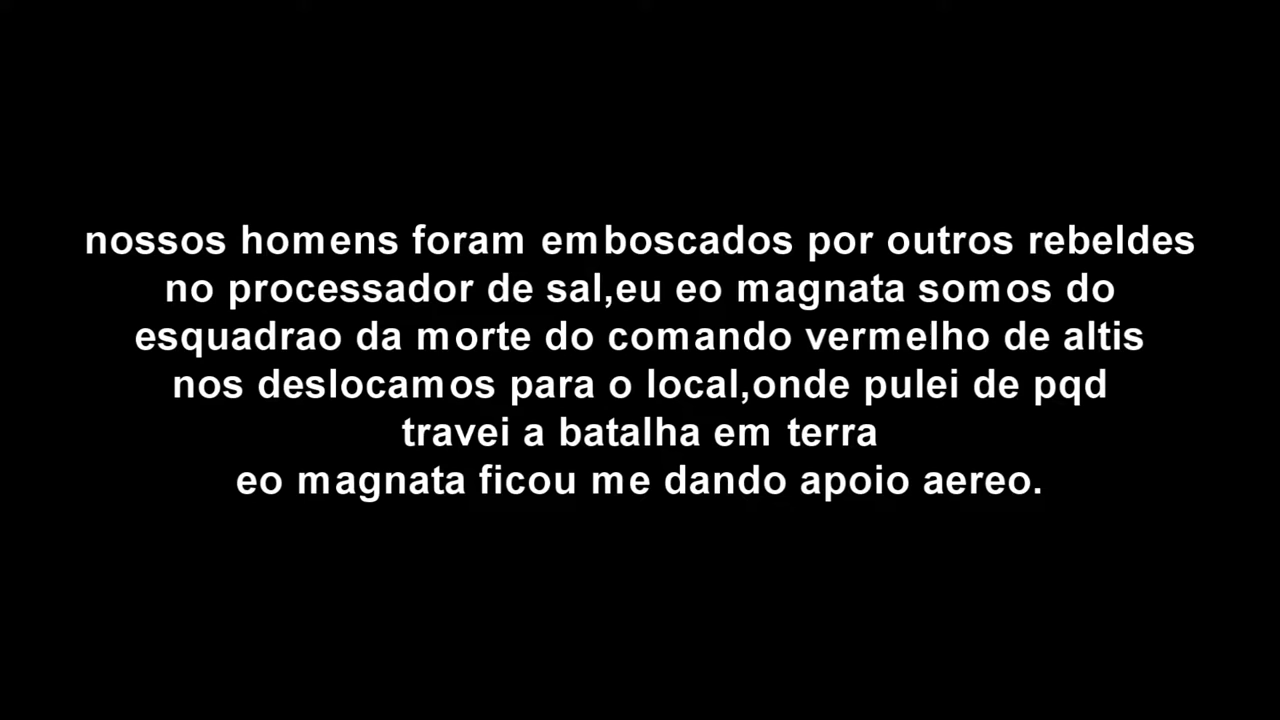 nossos homens foram emboscados por outros rebeldes
no processador de sal,eu eo magnata somos do
esquadrao da morte do comando vermelho de altis
nos deslocamos para o local,onde pulei de pqd
travei a batalha em terra
eo magnata ficou me dando apoio aereo.